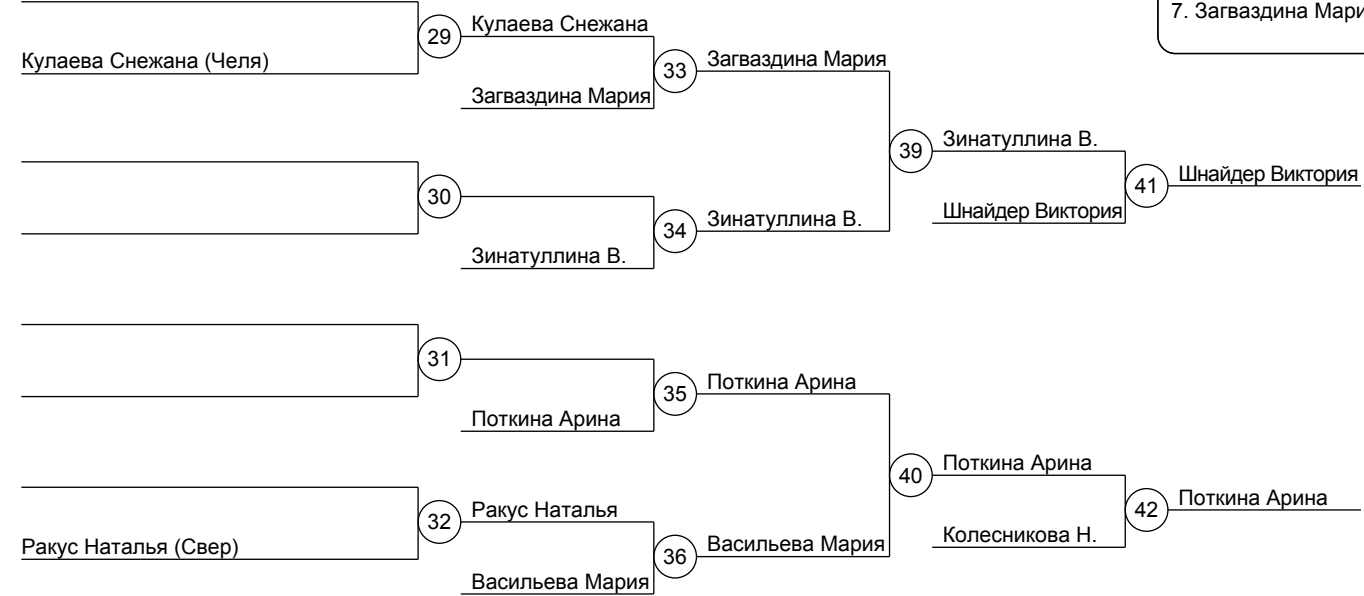 7. Загваздина Мари
Кулаева Снежана
29
Кулаева Снежана (Челя)
Загваздина Мария
33
Загваздина Мария
Зинатуллина В.
39
Шнайдер Виктория
41
30
Шнайдер Виктория
Зинатуллина В.
34
Зинатуллина В.
31
Поткина Арина
35
Поткина Арина
Поткина Арина
40
Поткина Арина
42
Ракус Наталья
32
Колесникова Н.
Ракус Наталья (Свер)
Васильева Мария
36
Васильева Мария